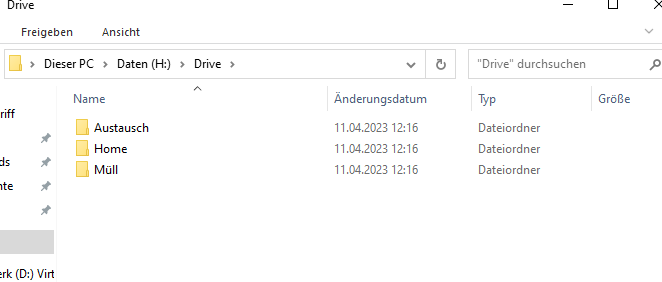 Drive
Freigeben Ansicht
Dieser PC Daten (H:) Drive "Drive" durchsuchen
Name Änderungsdatum Typ Größe
riff
Austausch 11.04.2023 12:16 Dateiordner
Home 11.04.2023 12:16 Dateiordner
ds
Müll 11.04.2023 12:16 Dateiordner
nte
erk (D:) Virt